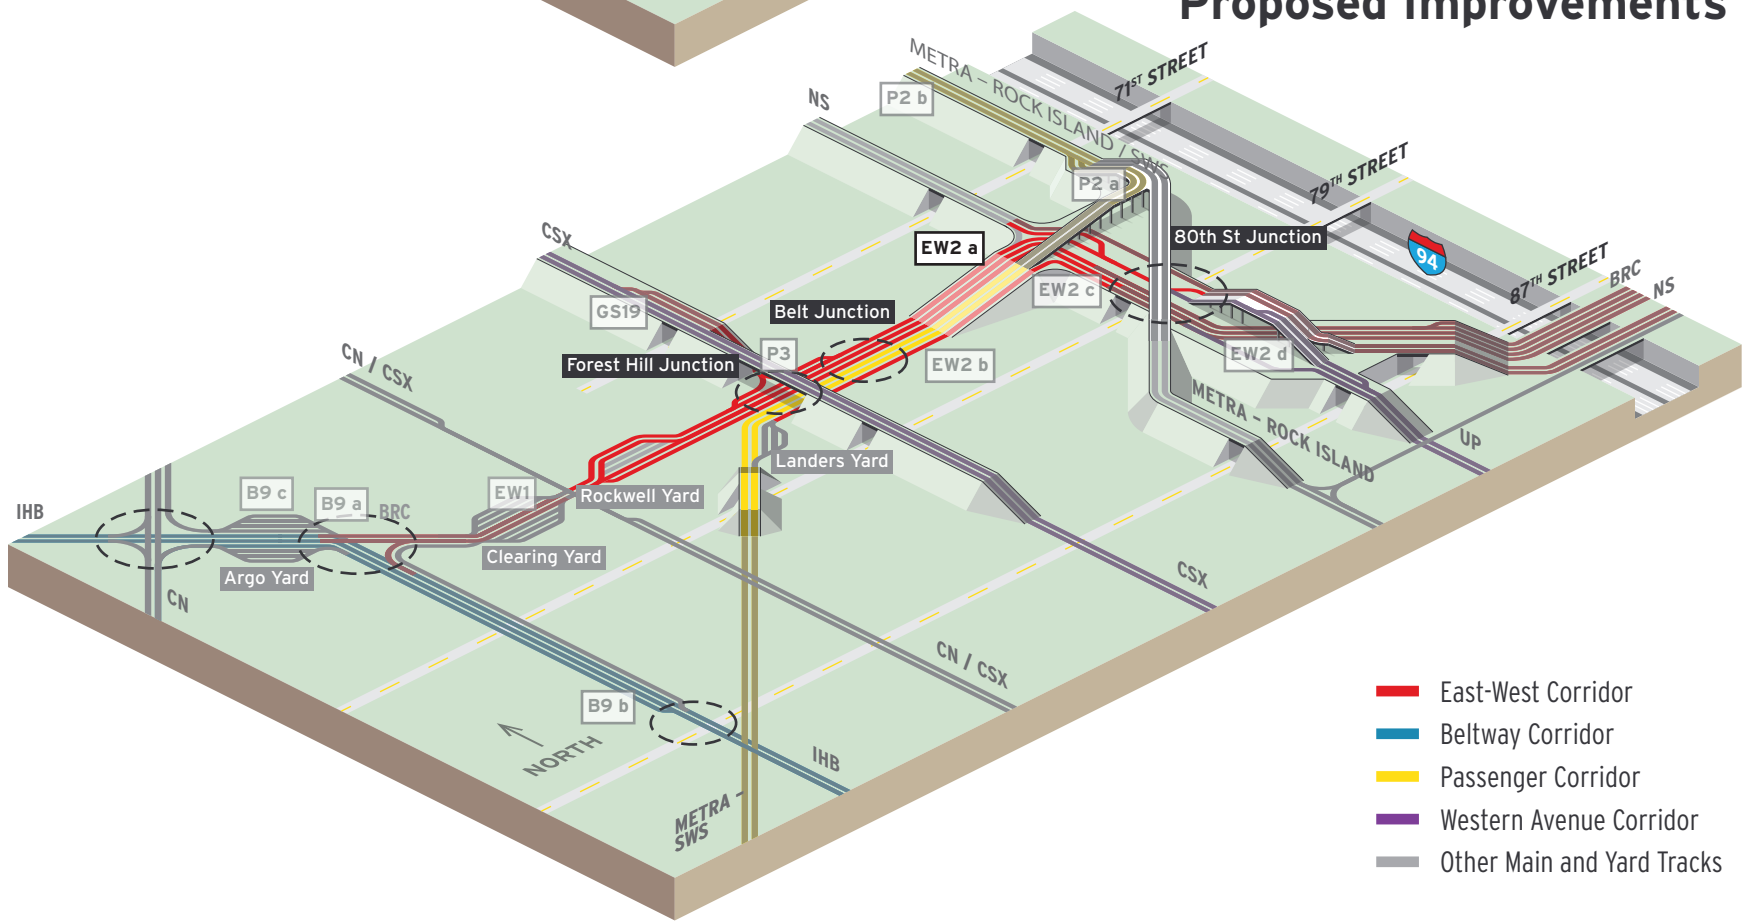 Proposed Improvements
METRA – ROCK ISLAND / SWS
71ST STREET
P2 b
NS
P2 a
79TH STREET
80th St Junction
94
CSX
EW2 a
EW2 c
87TH STREET
BRC
NS
GS19
Belt Junction
P3
Forest Hill Junction
EW2 b
EW2 d
CN / CSX
METRA – ROCK ISLAND
UP
Landers Yard
Rockwell Yard
EW1
B9 c
B9 a
BRC
IHB
Clearing Yard
Argo Yard
CN
CSX
CN / CSX
B9 b
NORTH
IHB
METRA –
SWS
East-West Corridor
Beltway Corridor
Passenger Corridor
Western Avenue Corridor
Other Main and Yard Tracks